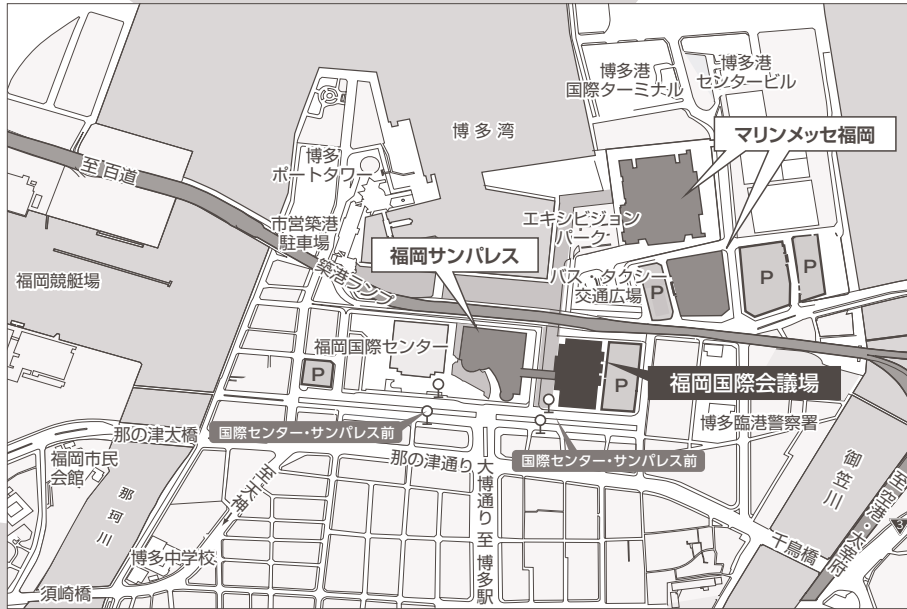 博多港
国際ターミナル
博多港
センタービル
マリンメッセ福岡
博多湾
至百道
博多
ポートタワー
市営築港
駐車場
エキシビジョン
パーク
福岡サンパレス
バス・タクシー
交通広場
築港ランプ
福岡競艇場
P
P
P
福岡国際センター
P
P
福岡国際会議場
博多臨港警察署
国際センター・サンパレス前
国際センター・サンパレス前
那の津大橋
那の津通り
福岡市民
会館
那珂川
至天神
大博通り
至 博多駅
御笠川
至空港・大宰府
3
千鳥橋
博多中学校
須崎橋